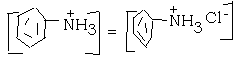 [ +NH3 ] = [ +NH3 Cl- ]